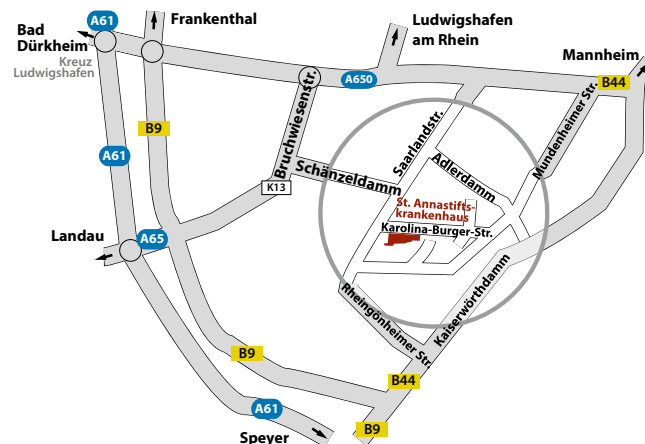 A61
Frankenthal
Ludwigshafen
am Rhein
Bad
Dürkheim
Kreuz
Ludwigshafen
Mannheim
A650
B44
B9
A61
Bruchwiesenstr.
Saarlandstr.
Mundenheimer Str.
Adlerdamm
Schänzeldamm
K13
St. Annastifts-
krankenhaus
Karolina-Burger-Str.
Landau
A65
Kaiserwörthdamm
Rheingönheimer Str.
B9
B44
A61
B9
Speyer